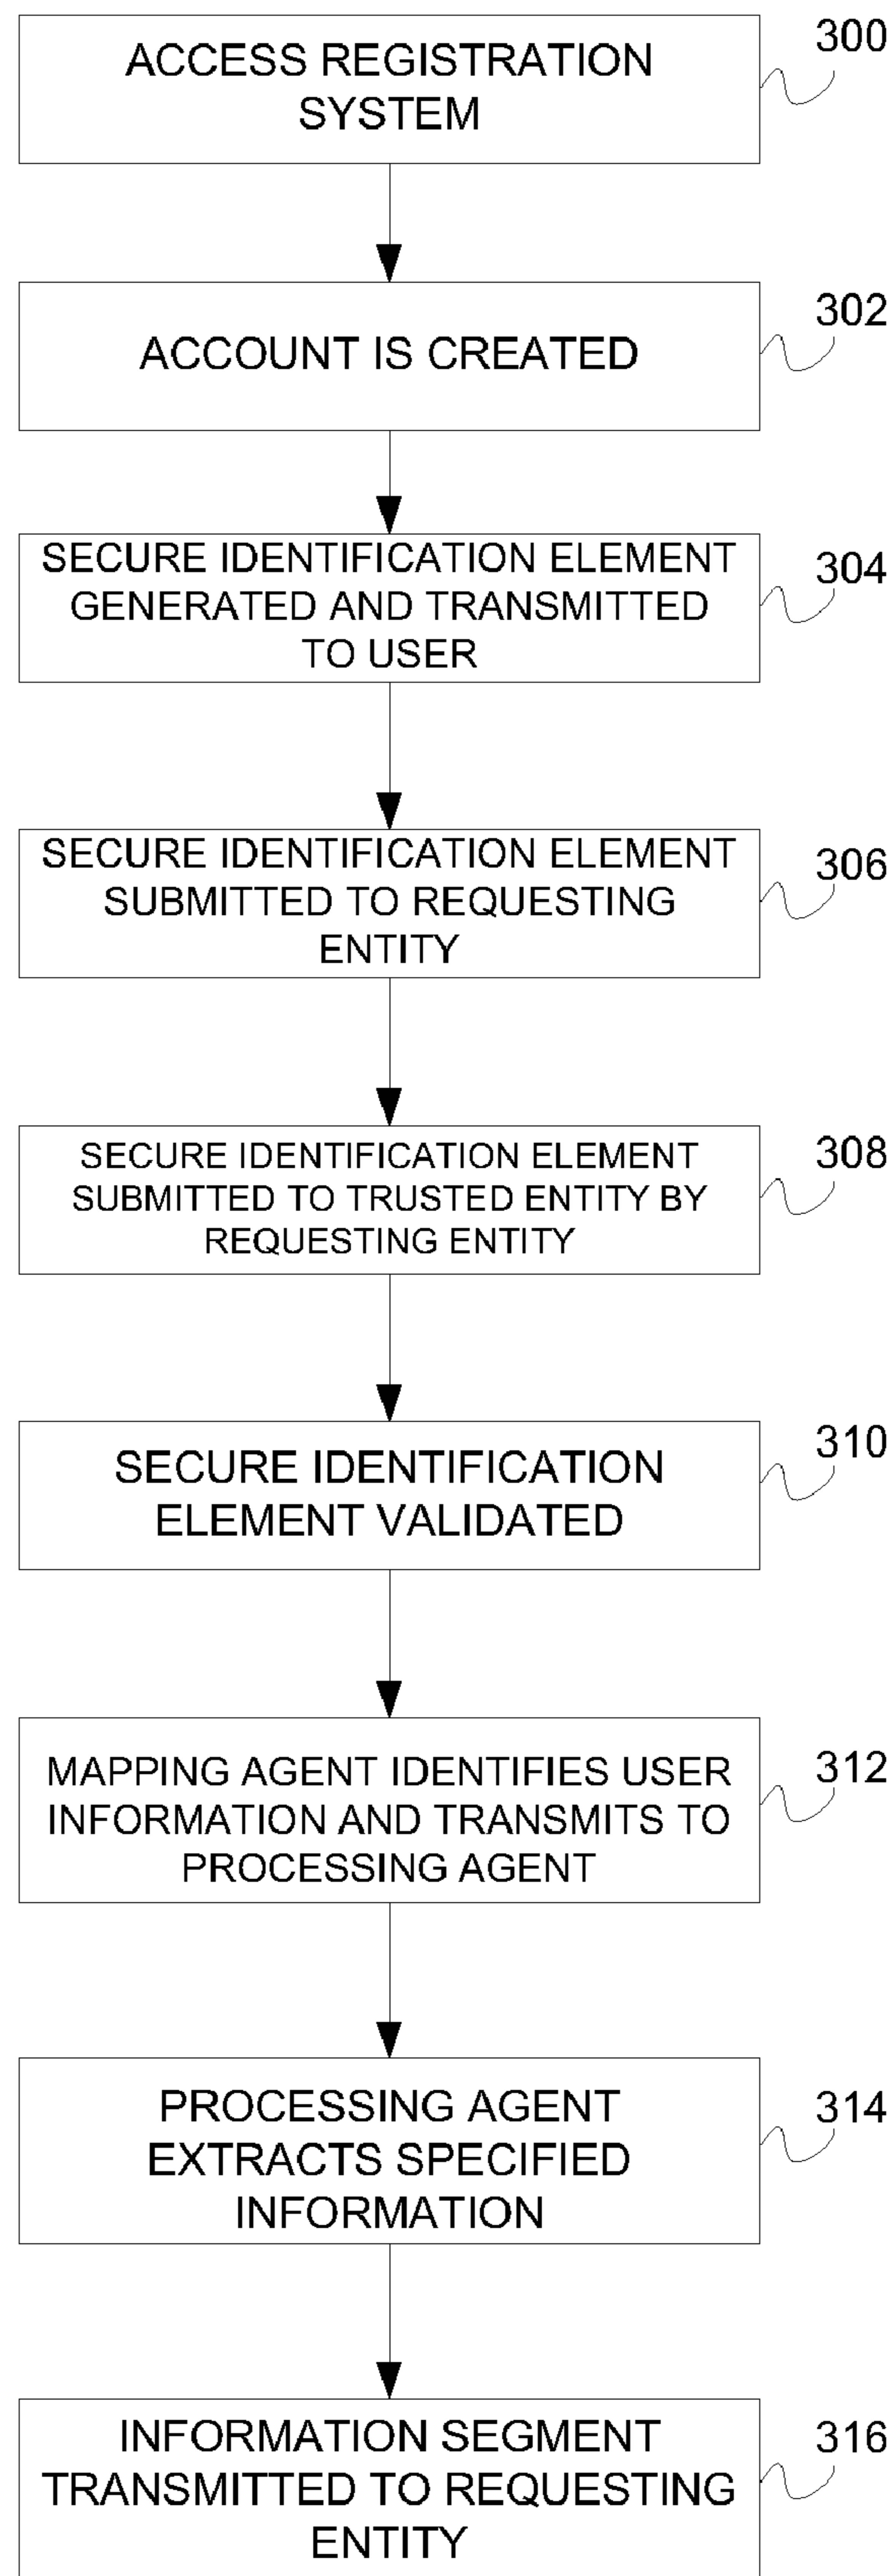 ACCESS REGISTRATION
SYSTEM
300
ACCOUNT IS CREATED
302
SECURE IDENTIFICATION ELEMENT
GENERATED AND TRANSMITTED
TO USER
304
SECURE IDENTIFICATION ELEMENT
SUBMITTED TO REQUESTING
ENTITY
306
SECURE IDENTIFICATION ELEMENT
SUBMITTED TO TRUSTED ENTITY BY
REQUESTING ENTITY
308
SECURE IDENTIFICATION
ELEMENT VALIDATED
310
MAPPING AGENT IDENTIFIES USER
INFORMATION AND TRANSMITS TO
PROCESSING AGENT
312
PROCESSING AGENT
EXTRACTS SPECIFIED
INFORMATION
314
INFORMATION SEGMENT
TRANSMITTED TO REQUESTING
ENTITY
316